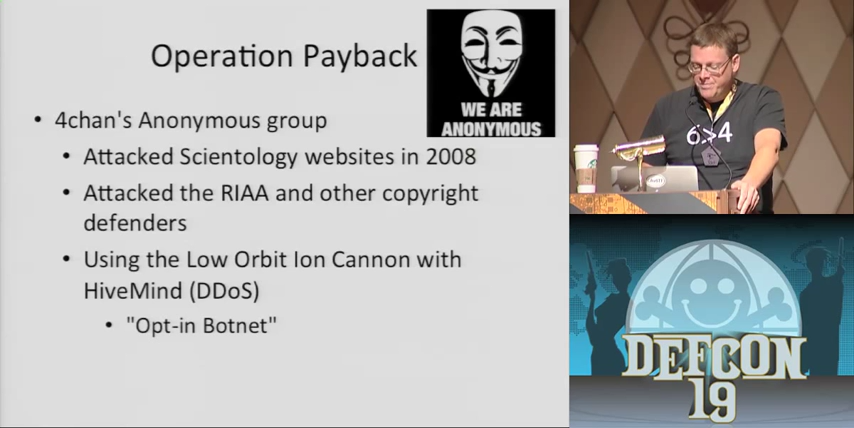 Operation Payback
WE ARE
ANONYMOUS
• 4chan's Anonymous group
• Attacked Scientology websites in 2008
• Attacked the RIAA and other copyright
defenders
• Using the Low Orbit Ion Cannon with
HiveMind (DDoS)
• "Opt-in Botnet"
6>4
DEFCON
19